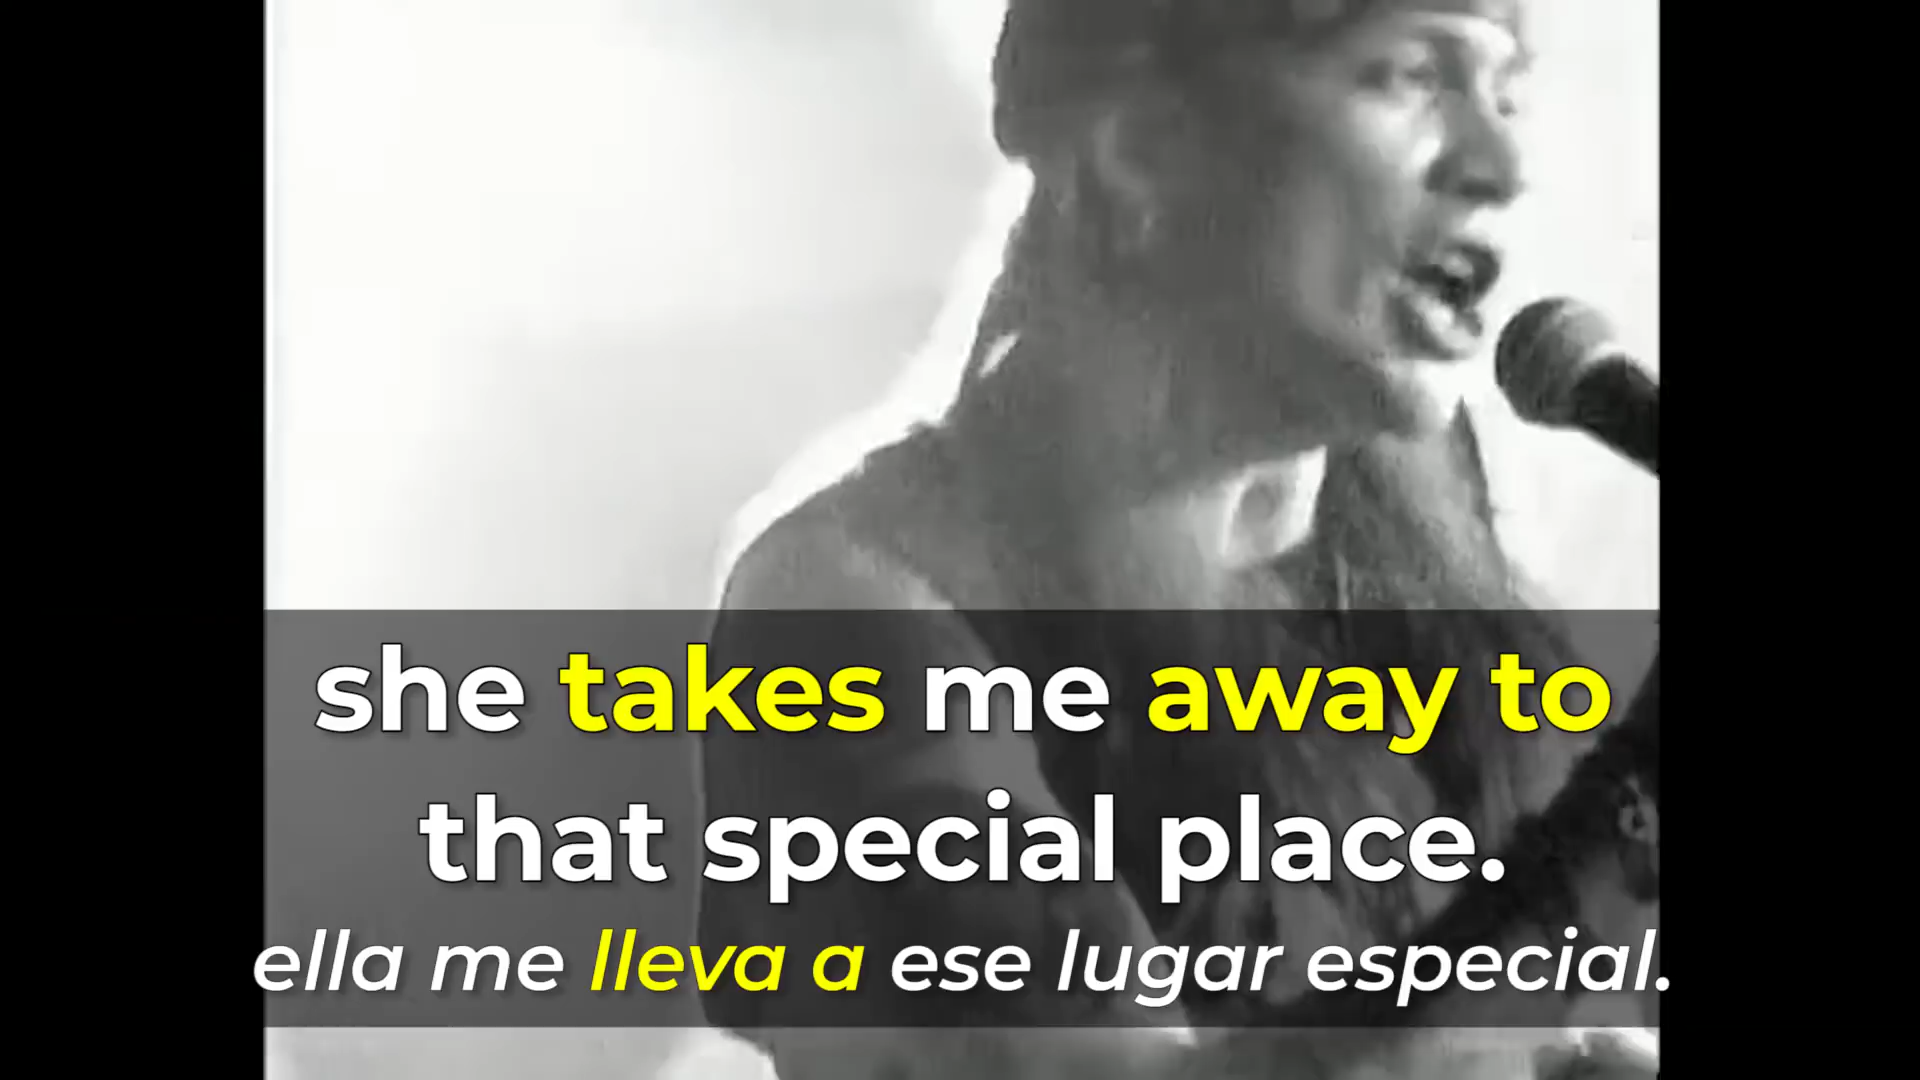 she takes me away to
that special place.
ella me lleva a ese lugar especial.